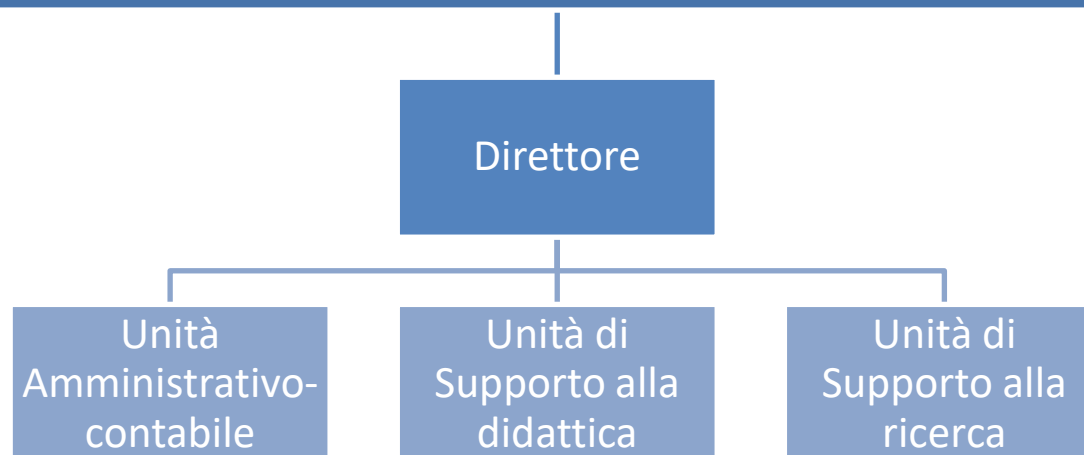 Direttore
Unità
Amministrativo-
contabile
Unità di
Supporto alla
didattica
Unità di
Supporto alla
ricerca